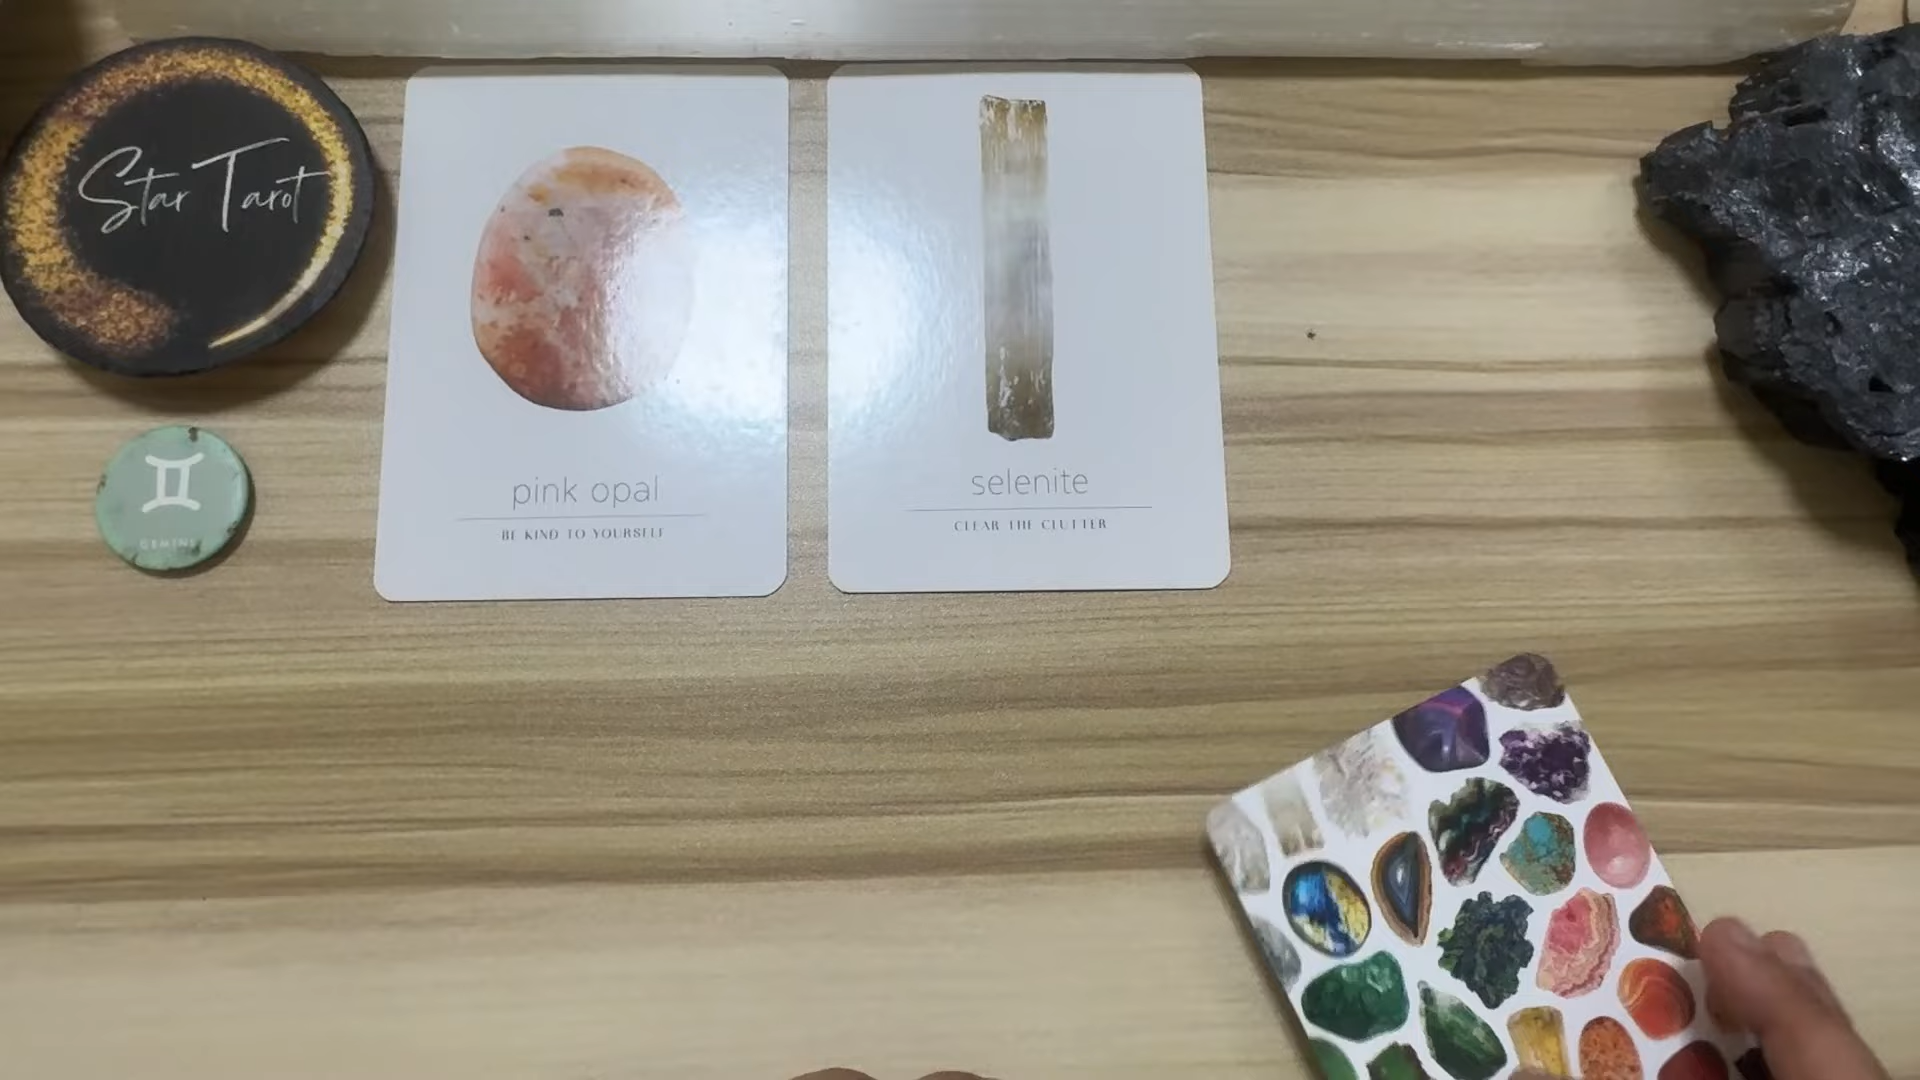 Star Tarot
GEMINI
pink opal
BE KIND TO YOURSELF
selenite
CLEAR THE CLUTTER